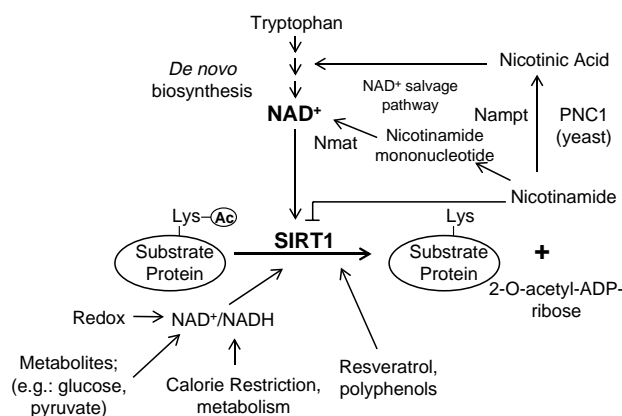 Tryptophan
De novo
biosynthesis
NAD⁺ salvage
pathway
Nicotinic Acid
NAD⁺
Nmat
Nicotinamide
mononucleotide
Nampt
PNC1
(yeast)
Nicotinamide
Lys
Ac
Substrate
Protein
SIRT1
Lys
Substrate
Protein
+
2-O-acetyl-ADP-
ribose
Redox
NAD⁺/NADH
Metabolites;
(e.g.: glucose,
pyruvate)
Calorie Restriction,
metabolism
Resveratrol,
polyphenols